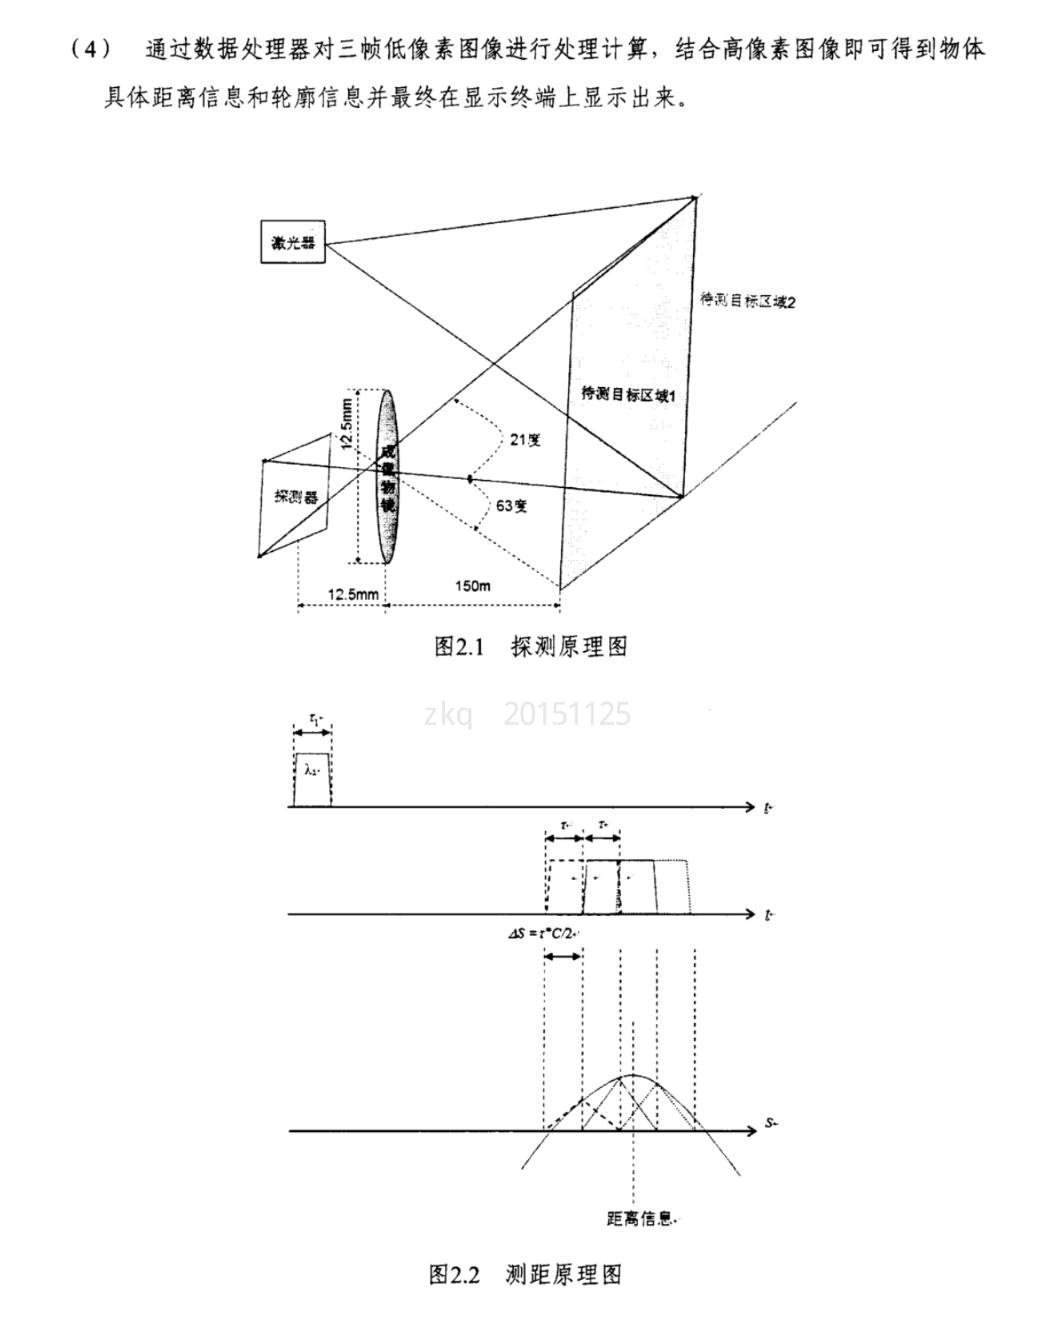 （4） 通过数据处理器对三帧低像素图像进行处理计算，结合高像素图像即可得到物体
具体距离信息和轮廓信息并最终在显示终端上显示出来。
激光器
待测目标区域2
待测目标区域1
12.5mm
成像物镜
21度
探测器
63度
12.5mm
150m
图2.1 探测原理图
zkq 20151125
τ₁
t
τ
τ
t
ΔS =τ*C/2
S
距离信息
图2.2 测距原理图